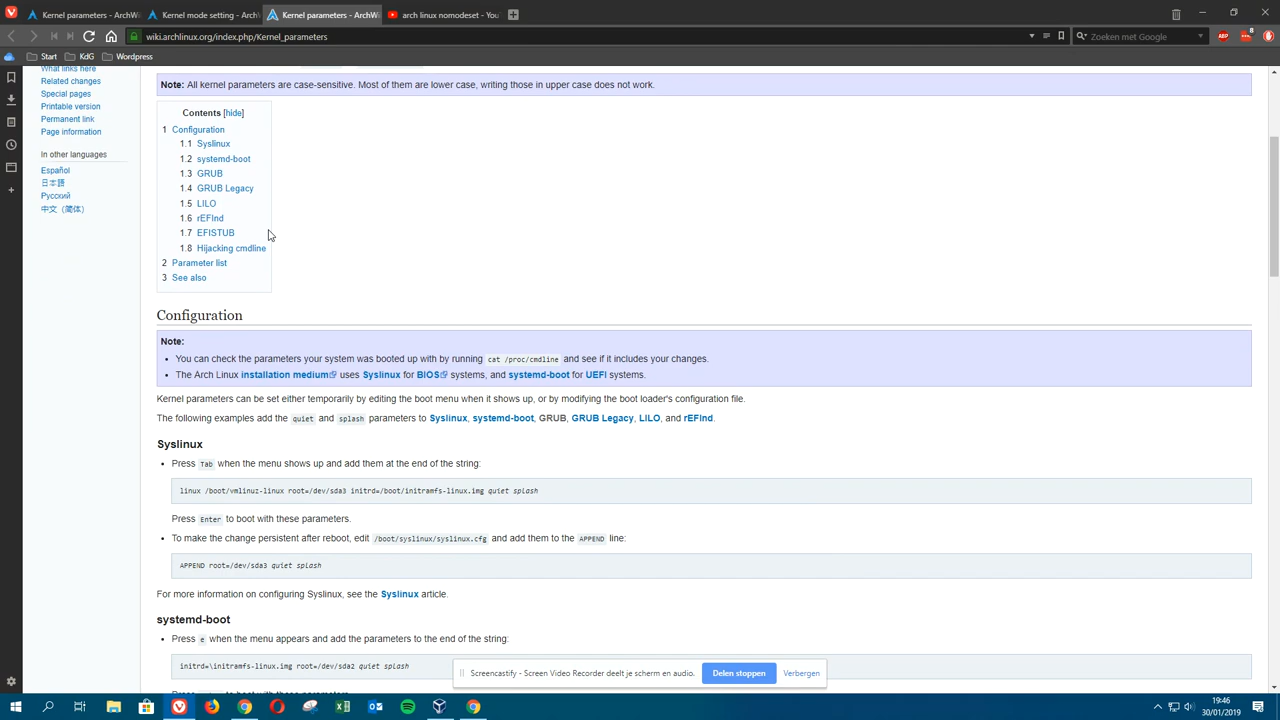 Kernel parameters - ArchWi
Kernel mode setting - ArchW
Kernel parameters - ArchWi
arch linux nomodeset - You
wiki.archlinux.org/index.php/Kernel_parameters
Zoeken met Google
ABP
8
Start
KdG
Wordpress
What links here
Related changes
Special pages
Printable version
Permanent link
Page information
In other languages
Español
日本語
Русский
中文（简体）
Note: All kernel parameters are case-sensitive. Most of them are lower case, writing those in upper case does not work.
Contents [hide]
1 Configuration
1.1 Syslinux
1.2 systemd-boot
1.3 GRUB
1.4 GRUB Legacy
1.5 LILO
1.6 rEFInd
1.7 EFISTUB
1.8 Hijacking cmdline
2 Parameter list
3 See also
Configuration
Note:
• You can check the parameters your system was booted up with by running cat /proc/cmdline and see if it includes your changes.
• The Arch Linux installation medium uses Syslinux for BIOS systems, and systemd-boot for UEFI systems.
Kernel parameters can be set either temporarily by editing the boot menu when it shows up, or by modifying the boot loader's configuration file.
The following examples add the quiet and splash parameters to Syslinux, systemd-boot, GRUB, GRUB Legacy, LILO, and rEFInd.
Syslinux
• Press Tab when the menu shows up and add them at the end of the string:
linux /boot/vmlinuz-linux root=/dev/sda3 initrd=/boot/initramfs-linux.img quiet splash
Press Enter to boot with these parameters.
• To make the change persistent after reboot, edit /boot/syslinux/syslinux.cfg and add them to the APPEND line:
APPEND root=/dev/sda3 quiet splash
For more information on configuring Syslinux, see the Syslinux article.
systemd-boot
• Press e when the menu appears and add the parameters to the end of the string:
initrd=\initramfs-linux.img root=/dev/sda2 quiet splash
Screencastify - Screen Video Recorder deelt je scherm en audio.
Delen stoppen
Verbergen
19:46
30/01/2019